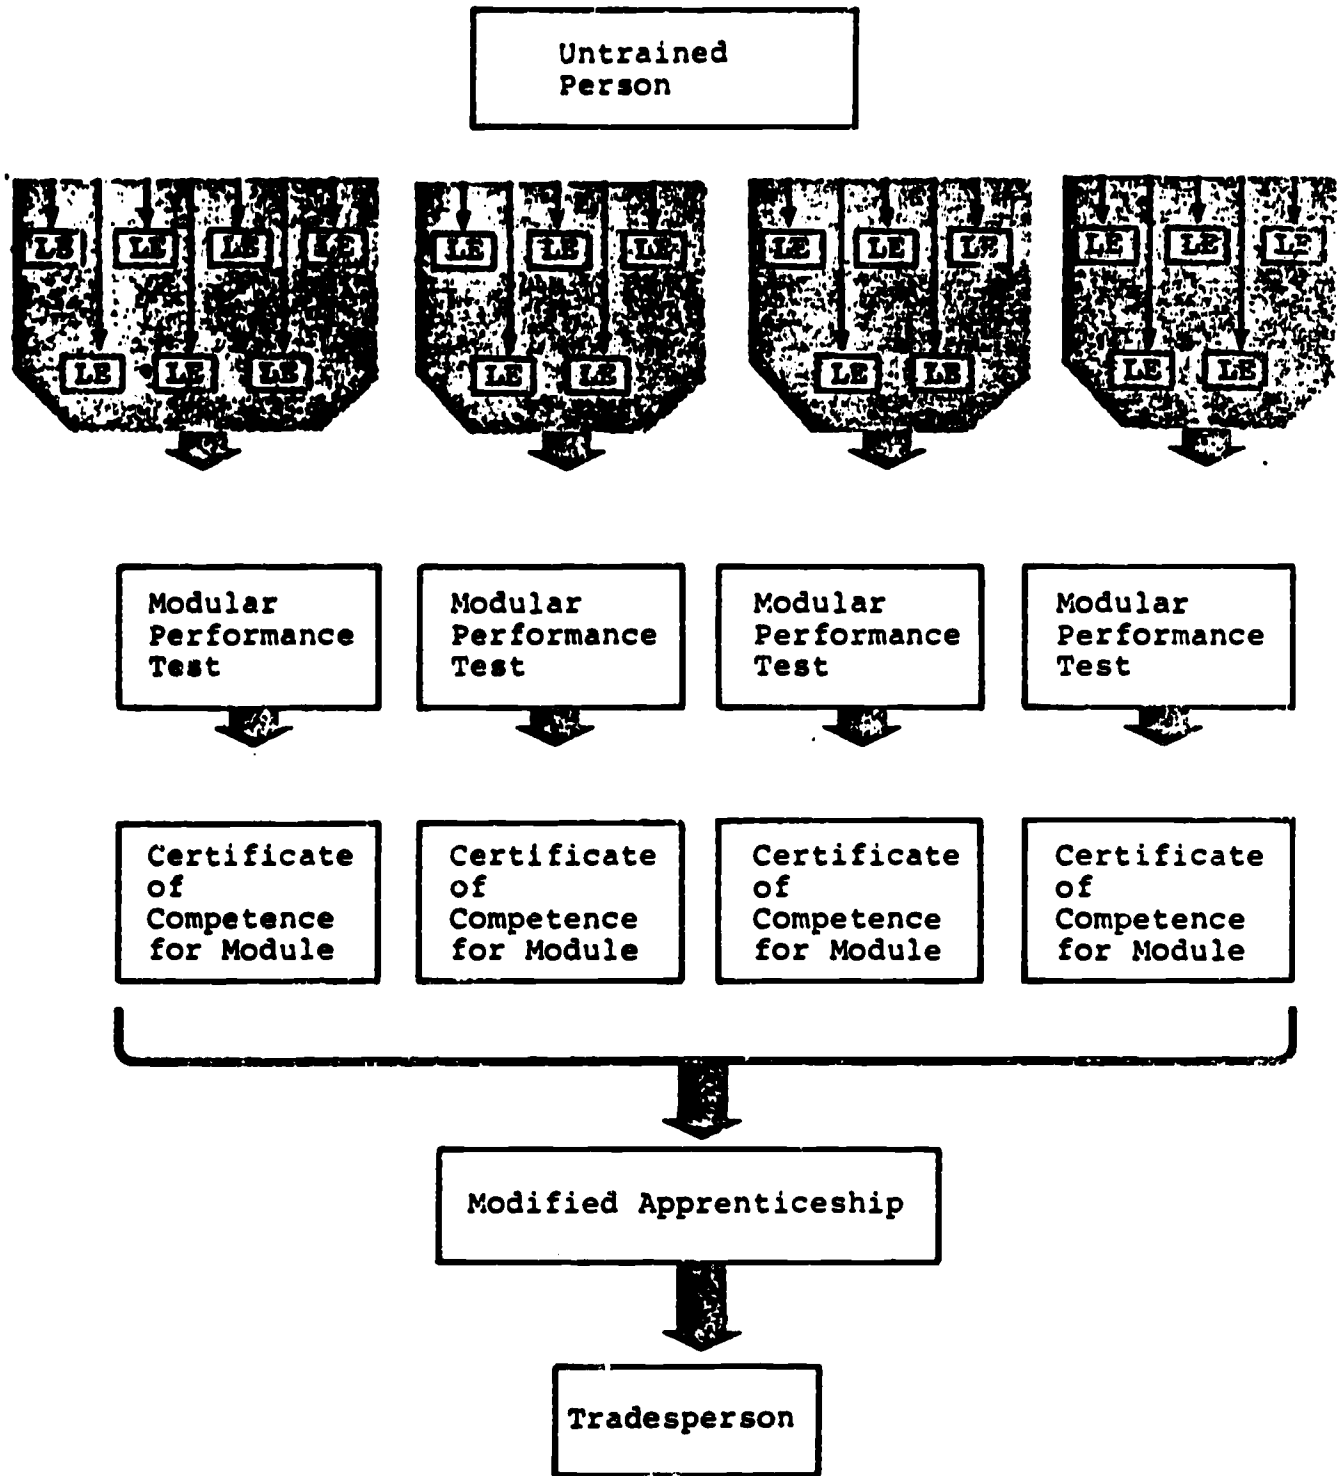 Untrained
Person
LE LE LE LE
LE LE LE
LE LE LE
LE LE
LE LE LE
LE LE
LE LE LE
LE LE
Modular
Performance
Test
Modular
Performance
Test
Modular
Performance
Test
Modular
Performance
Test
Certificate
of
Competence
for Module
Certificate
of
Competence
for Module
Certificate
of
Competence
for Module
Certificate
of
Competence
for Module
Modified Apprenticeship
Tradesperson